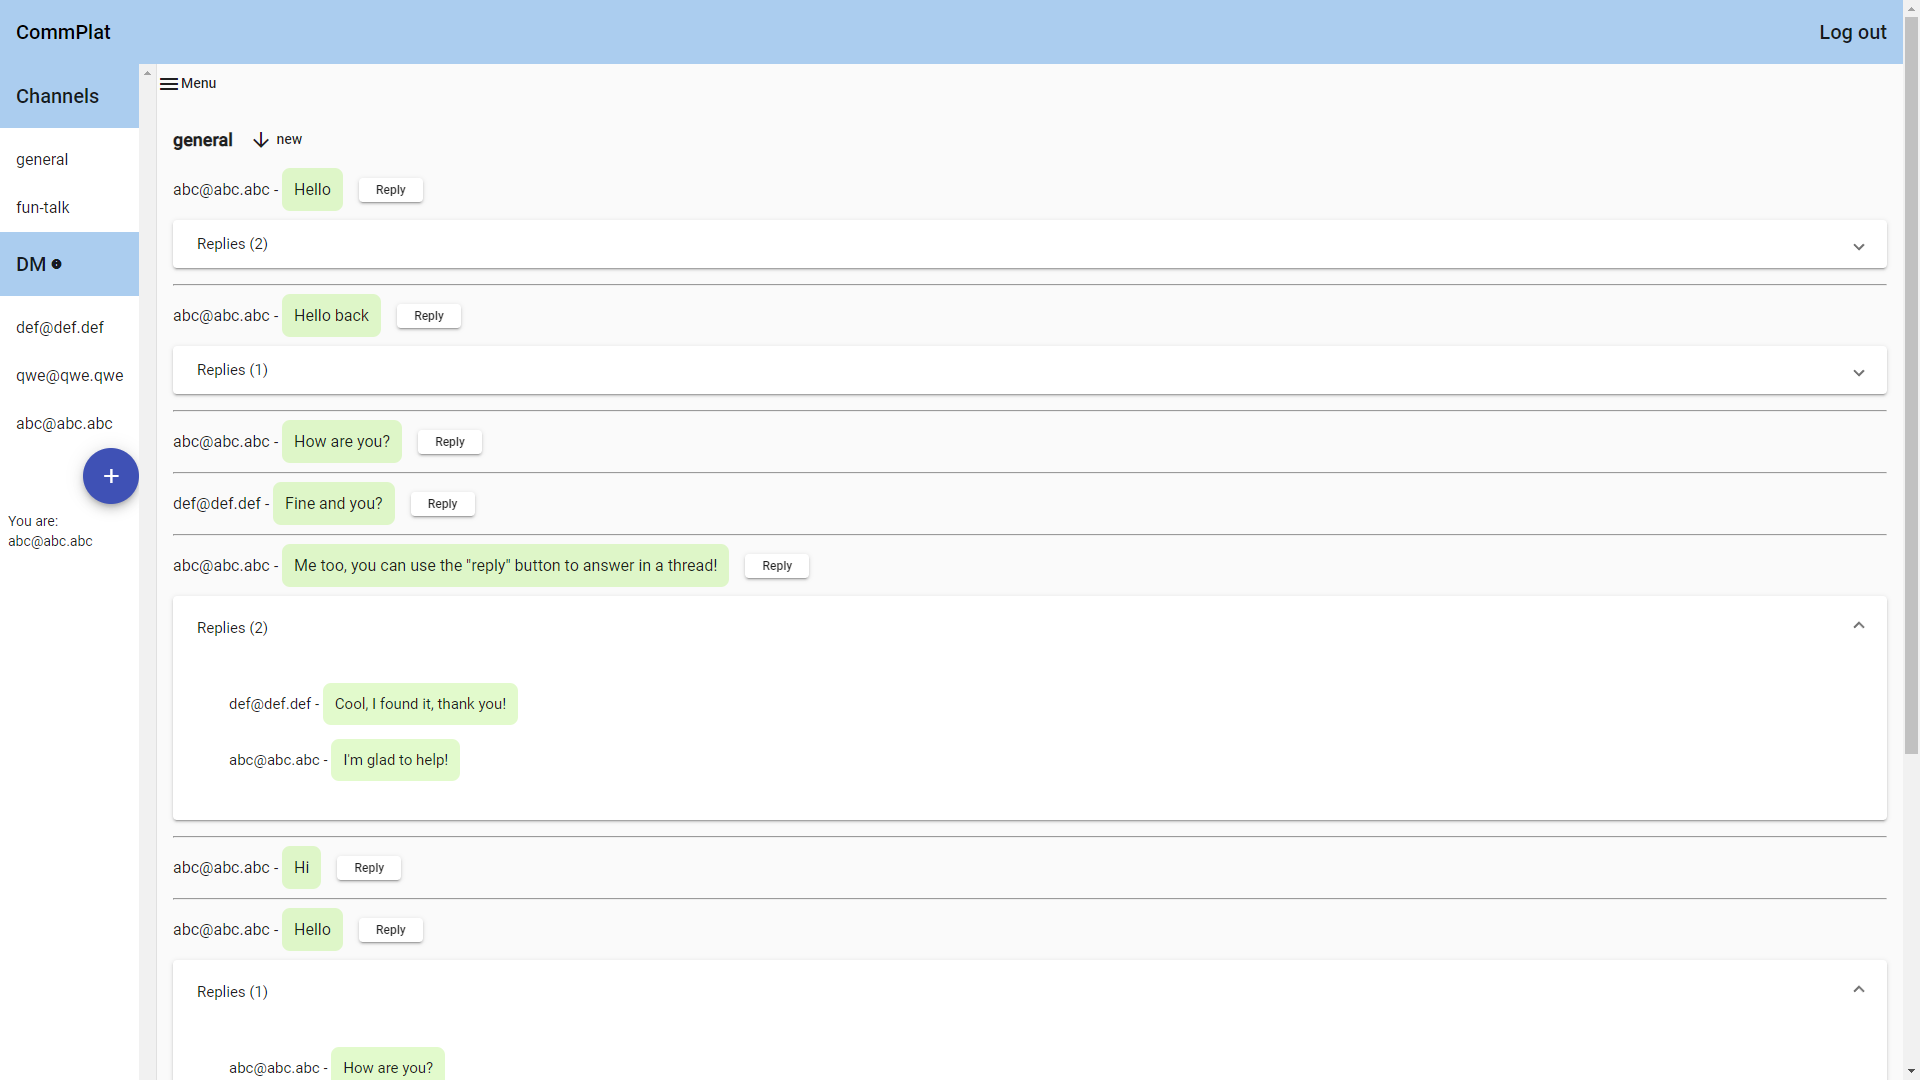 CommPlat
Log out
Channels
general
fun-talk
DM
def@def.def
qwe@qwe.qwe
abc@abc.abc
+
You are:
abc@abc.abc
Menu
general new
abc@abc.abc - Hello Reply
Replies (2)
abc@abc.abc - Hello back Reply
Replies (1)
abc@abc.abc - How are you? Reply
def@def.def - Fine and you? Reply
abc@abc.abc - Me too, you can use the "reply" button to answer in a thread! Reply
Replies (2)
def@def.def - Cool, I found it, thank you!
abc@abc.abc - I'm glad to help!
abc@abc.abc - Hi Reply
abc@abc.abc - Hello Reply
Replies (1)
abc@abc.abc - How are you?